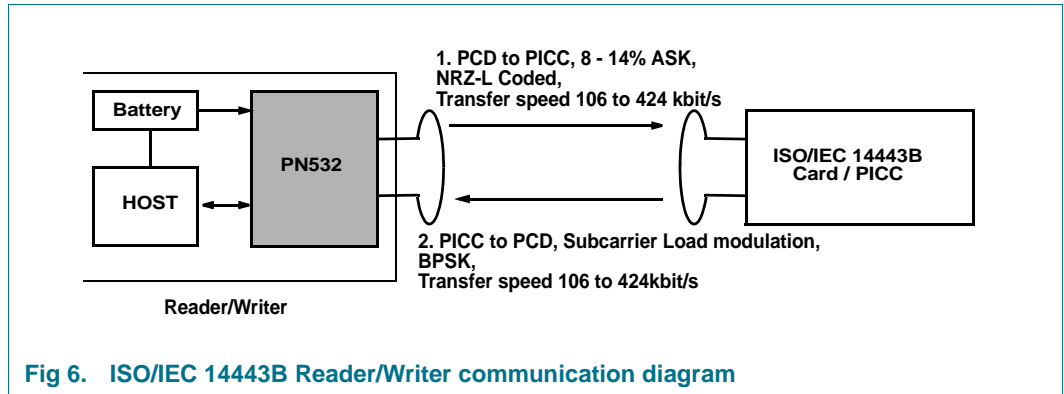 1. PCD to PICC, 8 - 14% ASK,
NRZ-L Coded,
Transfer speed 106 to 424 kbit/s
Battery
PN532
HOST
ISO/IEC 14443B
Card / PICC
2. PICC to PCD, Subcarrier Load modulation,
BPSK,
Transfer speed 106 to 424kbit/s
Reader/Writer
Fig 6. ISO/IEC 14443B Reader/Writer communication diagram